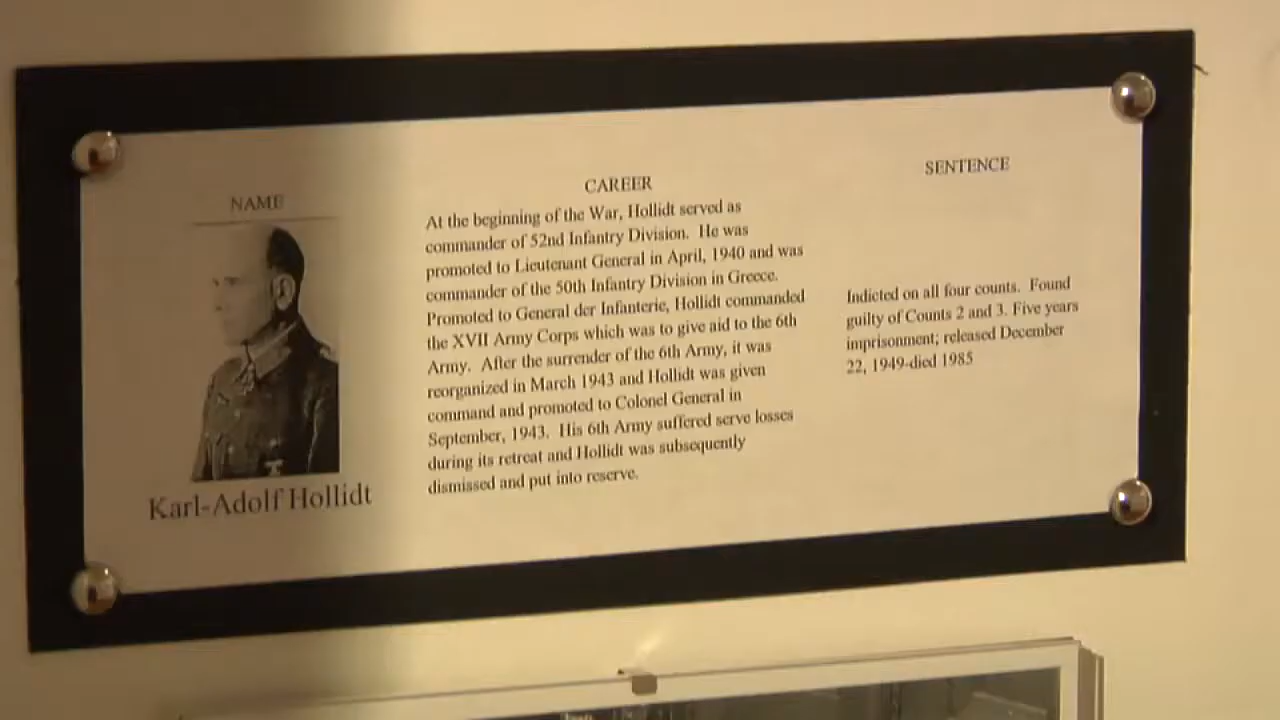 NAME
Karl-Adolf Hollidt
CAREER
At the beginning of the War, Hollidt served as
commander of 52nd Infantry Division. He was
promoted to Lieutenant General in April, 1940 and was
commander of the 50th Infantry Division in Greece.
Promoted to General der Infanterie, Hollidt commanded
the XVII Army Corps which was to give aid to the 6th
Army. After the surrender of the 6th Army, it was
reorganized in March 1943 and Hollidt was given
command and promoted to Colonel General in
September, 1943. His 6th Army suffered serve losses
during its retreat and Hollidt was subsequently
dismissed and put into reserve.
SENTENCE
Indicted on all four counts. Found
guilty of Counts 2 and 3. Five years
imprisonment; released December
22, 1949-died 1985